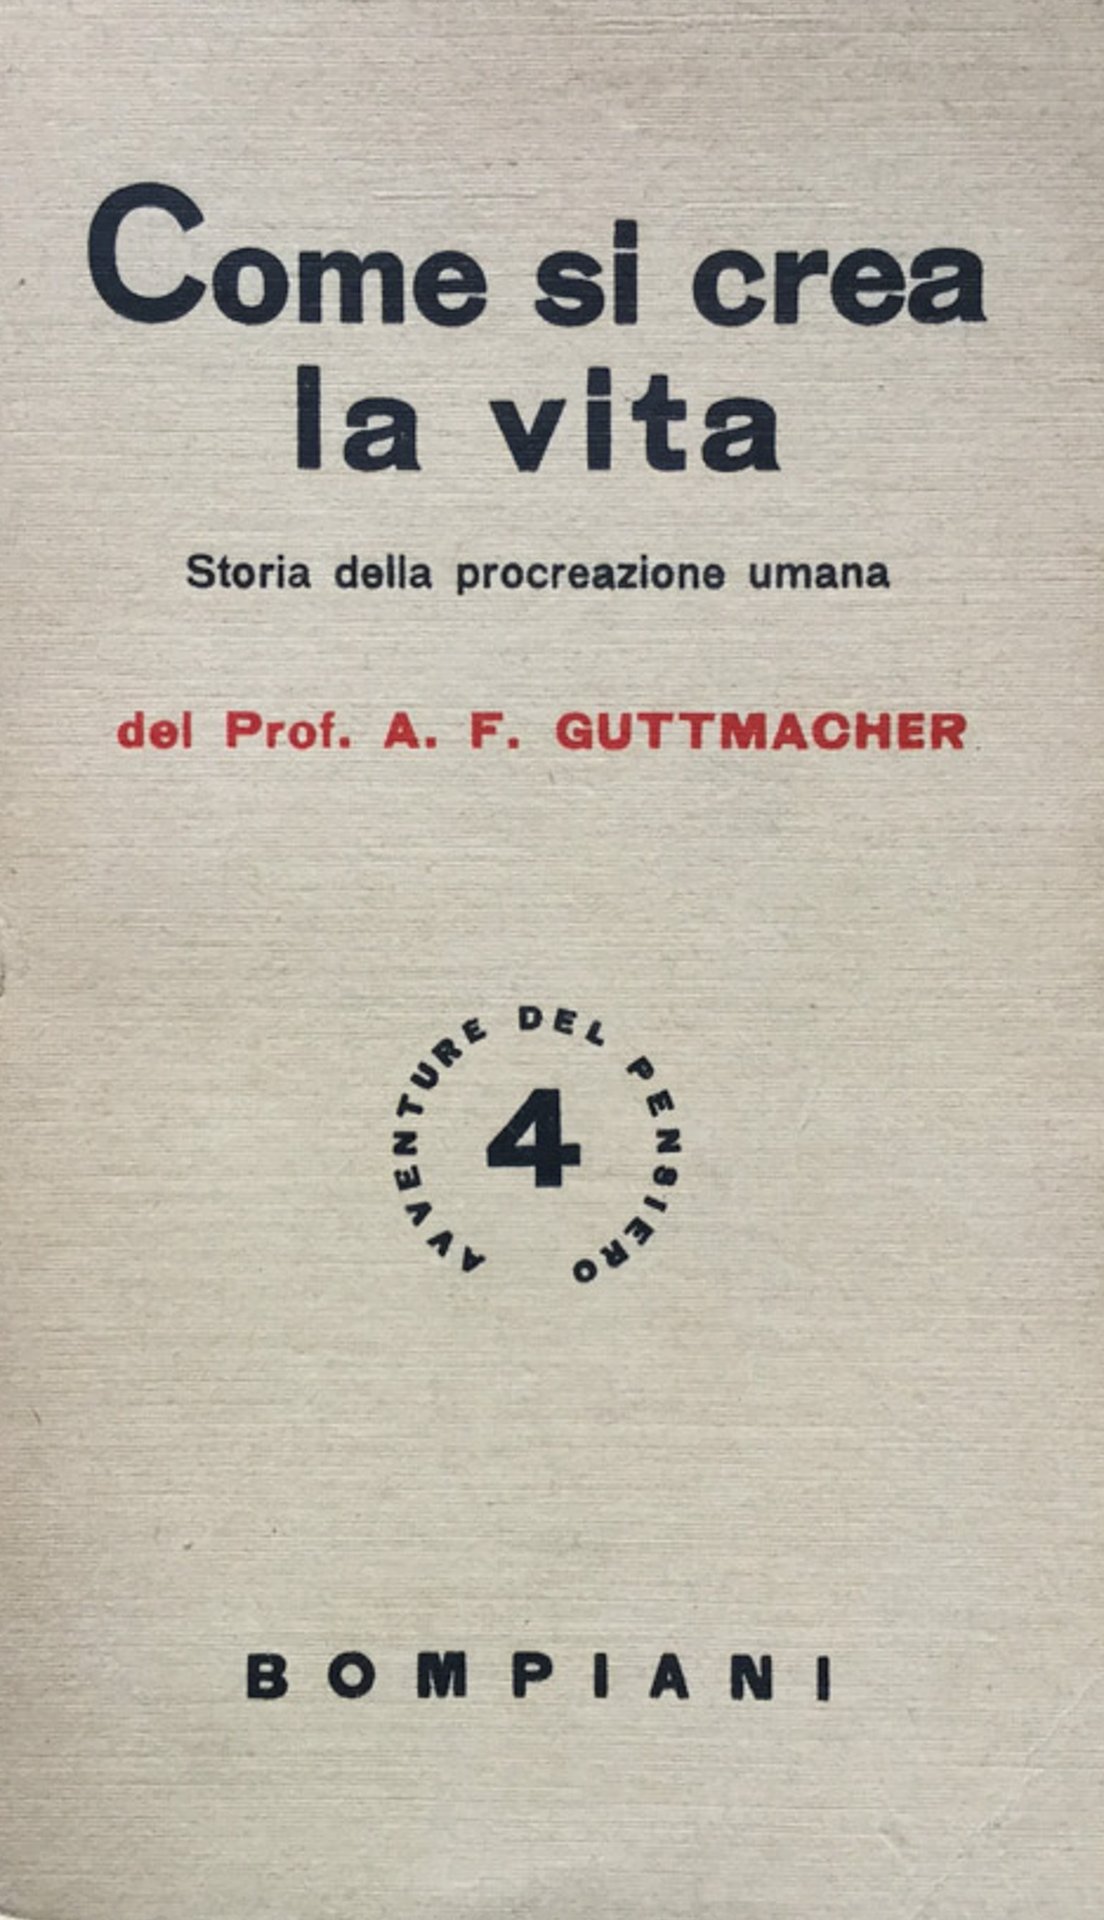 Come si crea
la vita
Storia della procreazione umana
del Prof. A. F. GUTTMACHER
AVVENTURE DEL PENSIERO
4
BOMPIANI